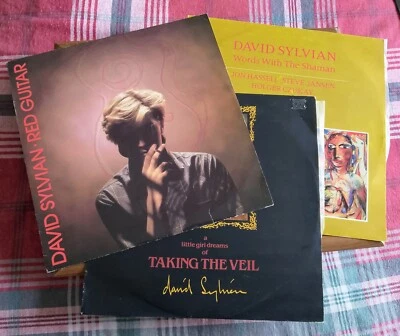 DAVID SYLVIAN · RED GUITAR
DAVID SYLVIAN
Words With The Shaman
JON HASSELL · STEVE JANSEN
HOLGER CZUKAY
a
little girl dreams
of
TAKING THE VEIL
david Sylvian